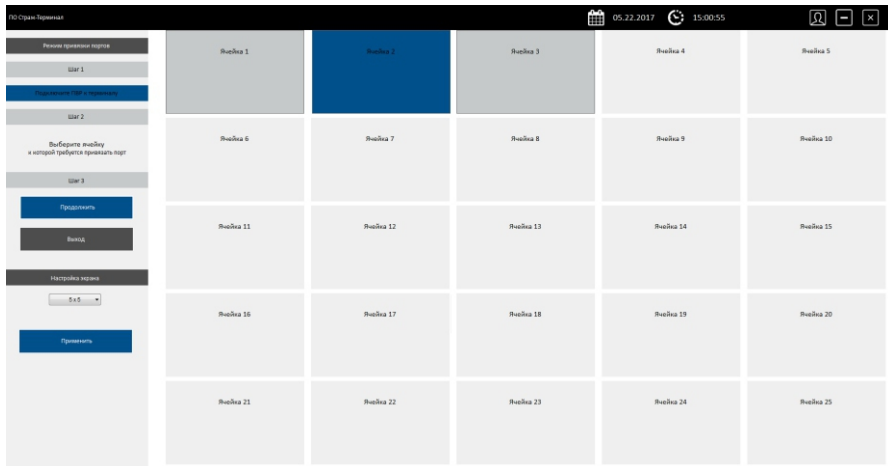 ПО Страж-Терминал
05.22.2017
15:00:55
Режим привязки портов
Шаг 1
Подключите ПВР к терминалу
Шаг 2
Выберите ячейку
к которой требуется привязать порт
Шаг 3
Продолжить
Выход
Настройка экрана
5 x 5
Применить
Ячейка 1
Ячейка 2
Ячейка 3
Ячейка 4
Ячейка 5
Ячейка 6
Ячейка 7
Ячейка 8
Ячейка 9
Ячейка 10
Ячейка 11
Ячейка 12
Ячейка 13
Ячейка 14
Ячейка 15
Ячейка 16
Ячейка 17
Ячейка 18
Ячейка 19
Ячейка 20
Ячейка 21
Ячейка 22
Ячейка 23
Ячейка 24
Ячейка 25